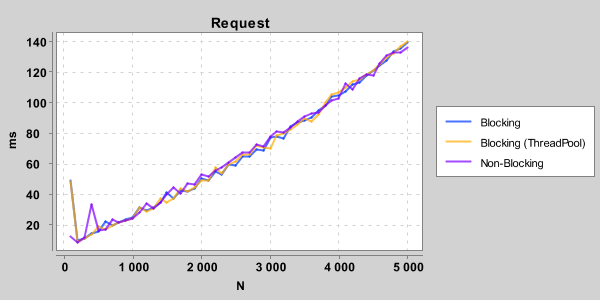 Request
140
120
100
80
60
40
20
ms
0
1 000
2 000
3 000
4 000
5 000
N
Blocking
Blocking (ThreadPool)
Non-Blocking